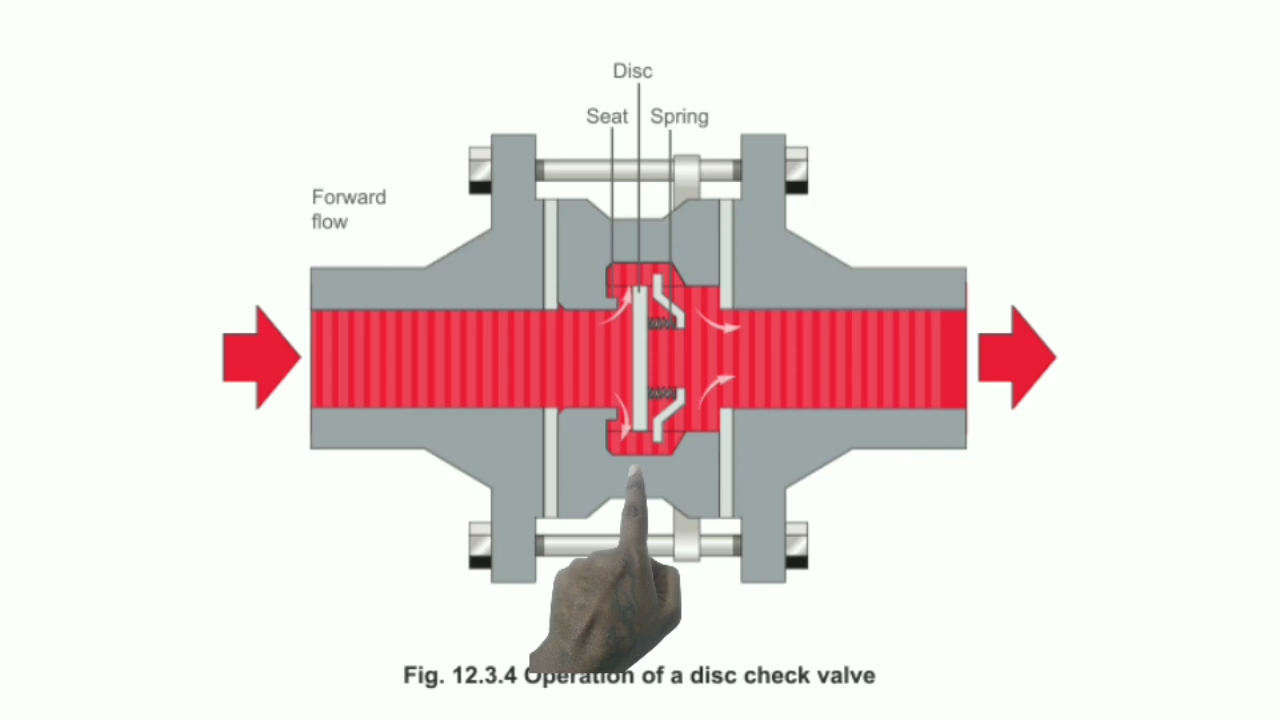 Disc
Seat Spring
Forward
flow
Fig. 12.3.4 Operation of a disc check valve